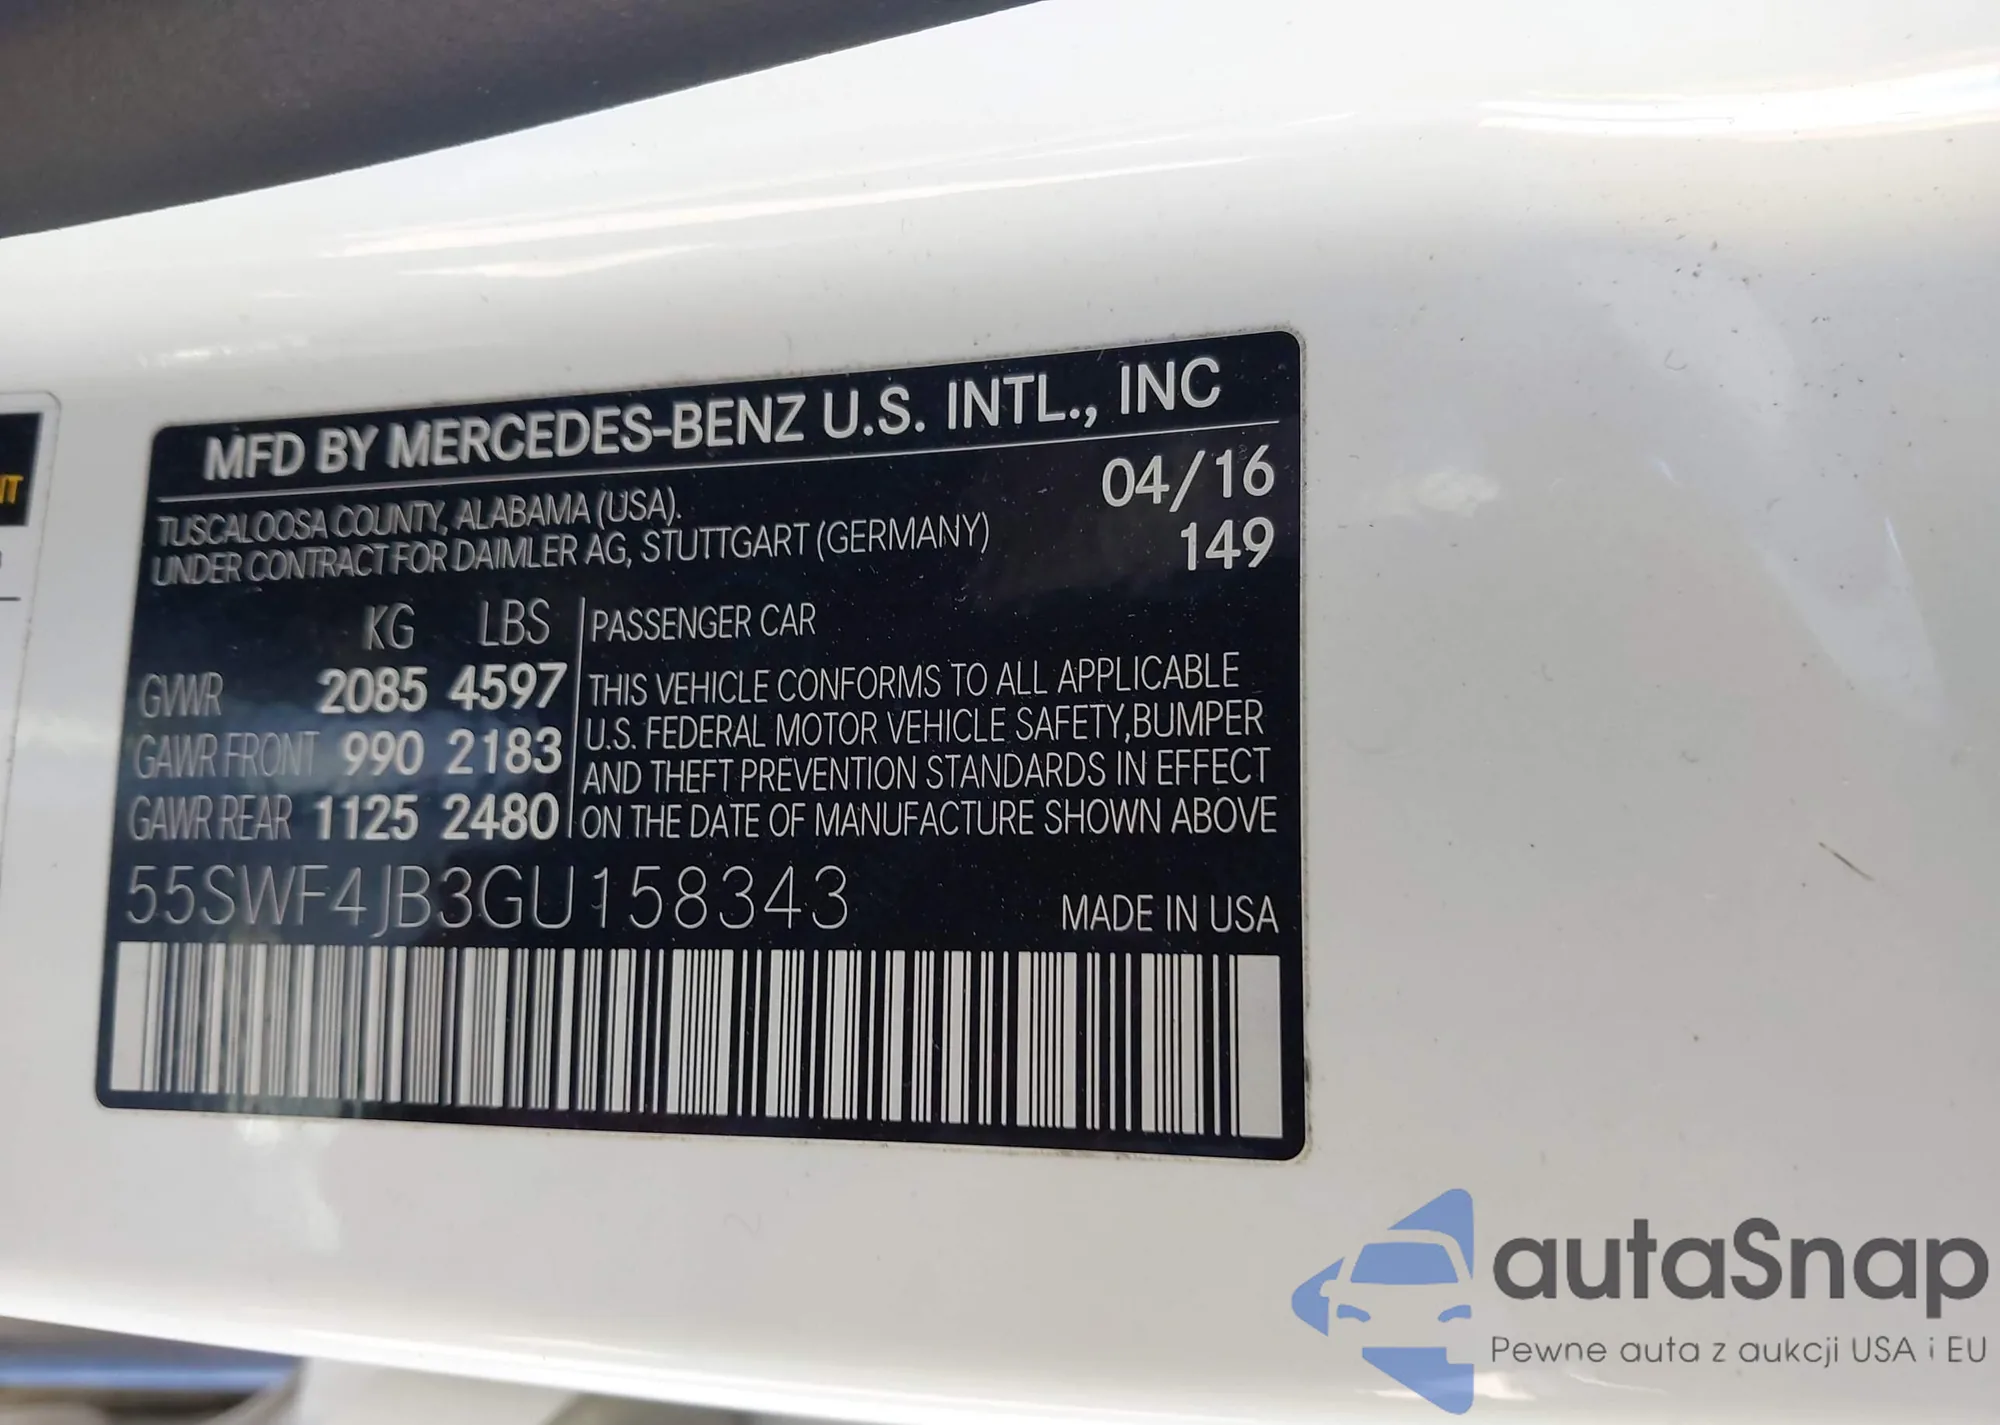 MFD BY MERCEDES-BENZ U.S. INTL., INC
04/16
TUSCALOOSA COUNTY, ALABAMA (USA).
UNDER CONTRACT FOR DAIMLER AG, STUTTGART (GERMANY)
149
KG LBS
GVWR 2085 4597
GAWR FRONT 990 2183
GAWR REAR 1125 2480
PASSENGER CAR
THIS VEHICLE CONFORMS TO ALL APPLICABLE
U.S. FEDERAL MOTOR VEHICLE SAFETY,BUMPER
AND THEFT PREVENTION STANDARDS IN EFFECT
ON THE DATE OF MANUFACTURE SHOWN ABOVE
55SWF4JB3GU158343
MADE IN USA
autaSnap
Pewne auta z aukcji USA i EU